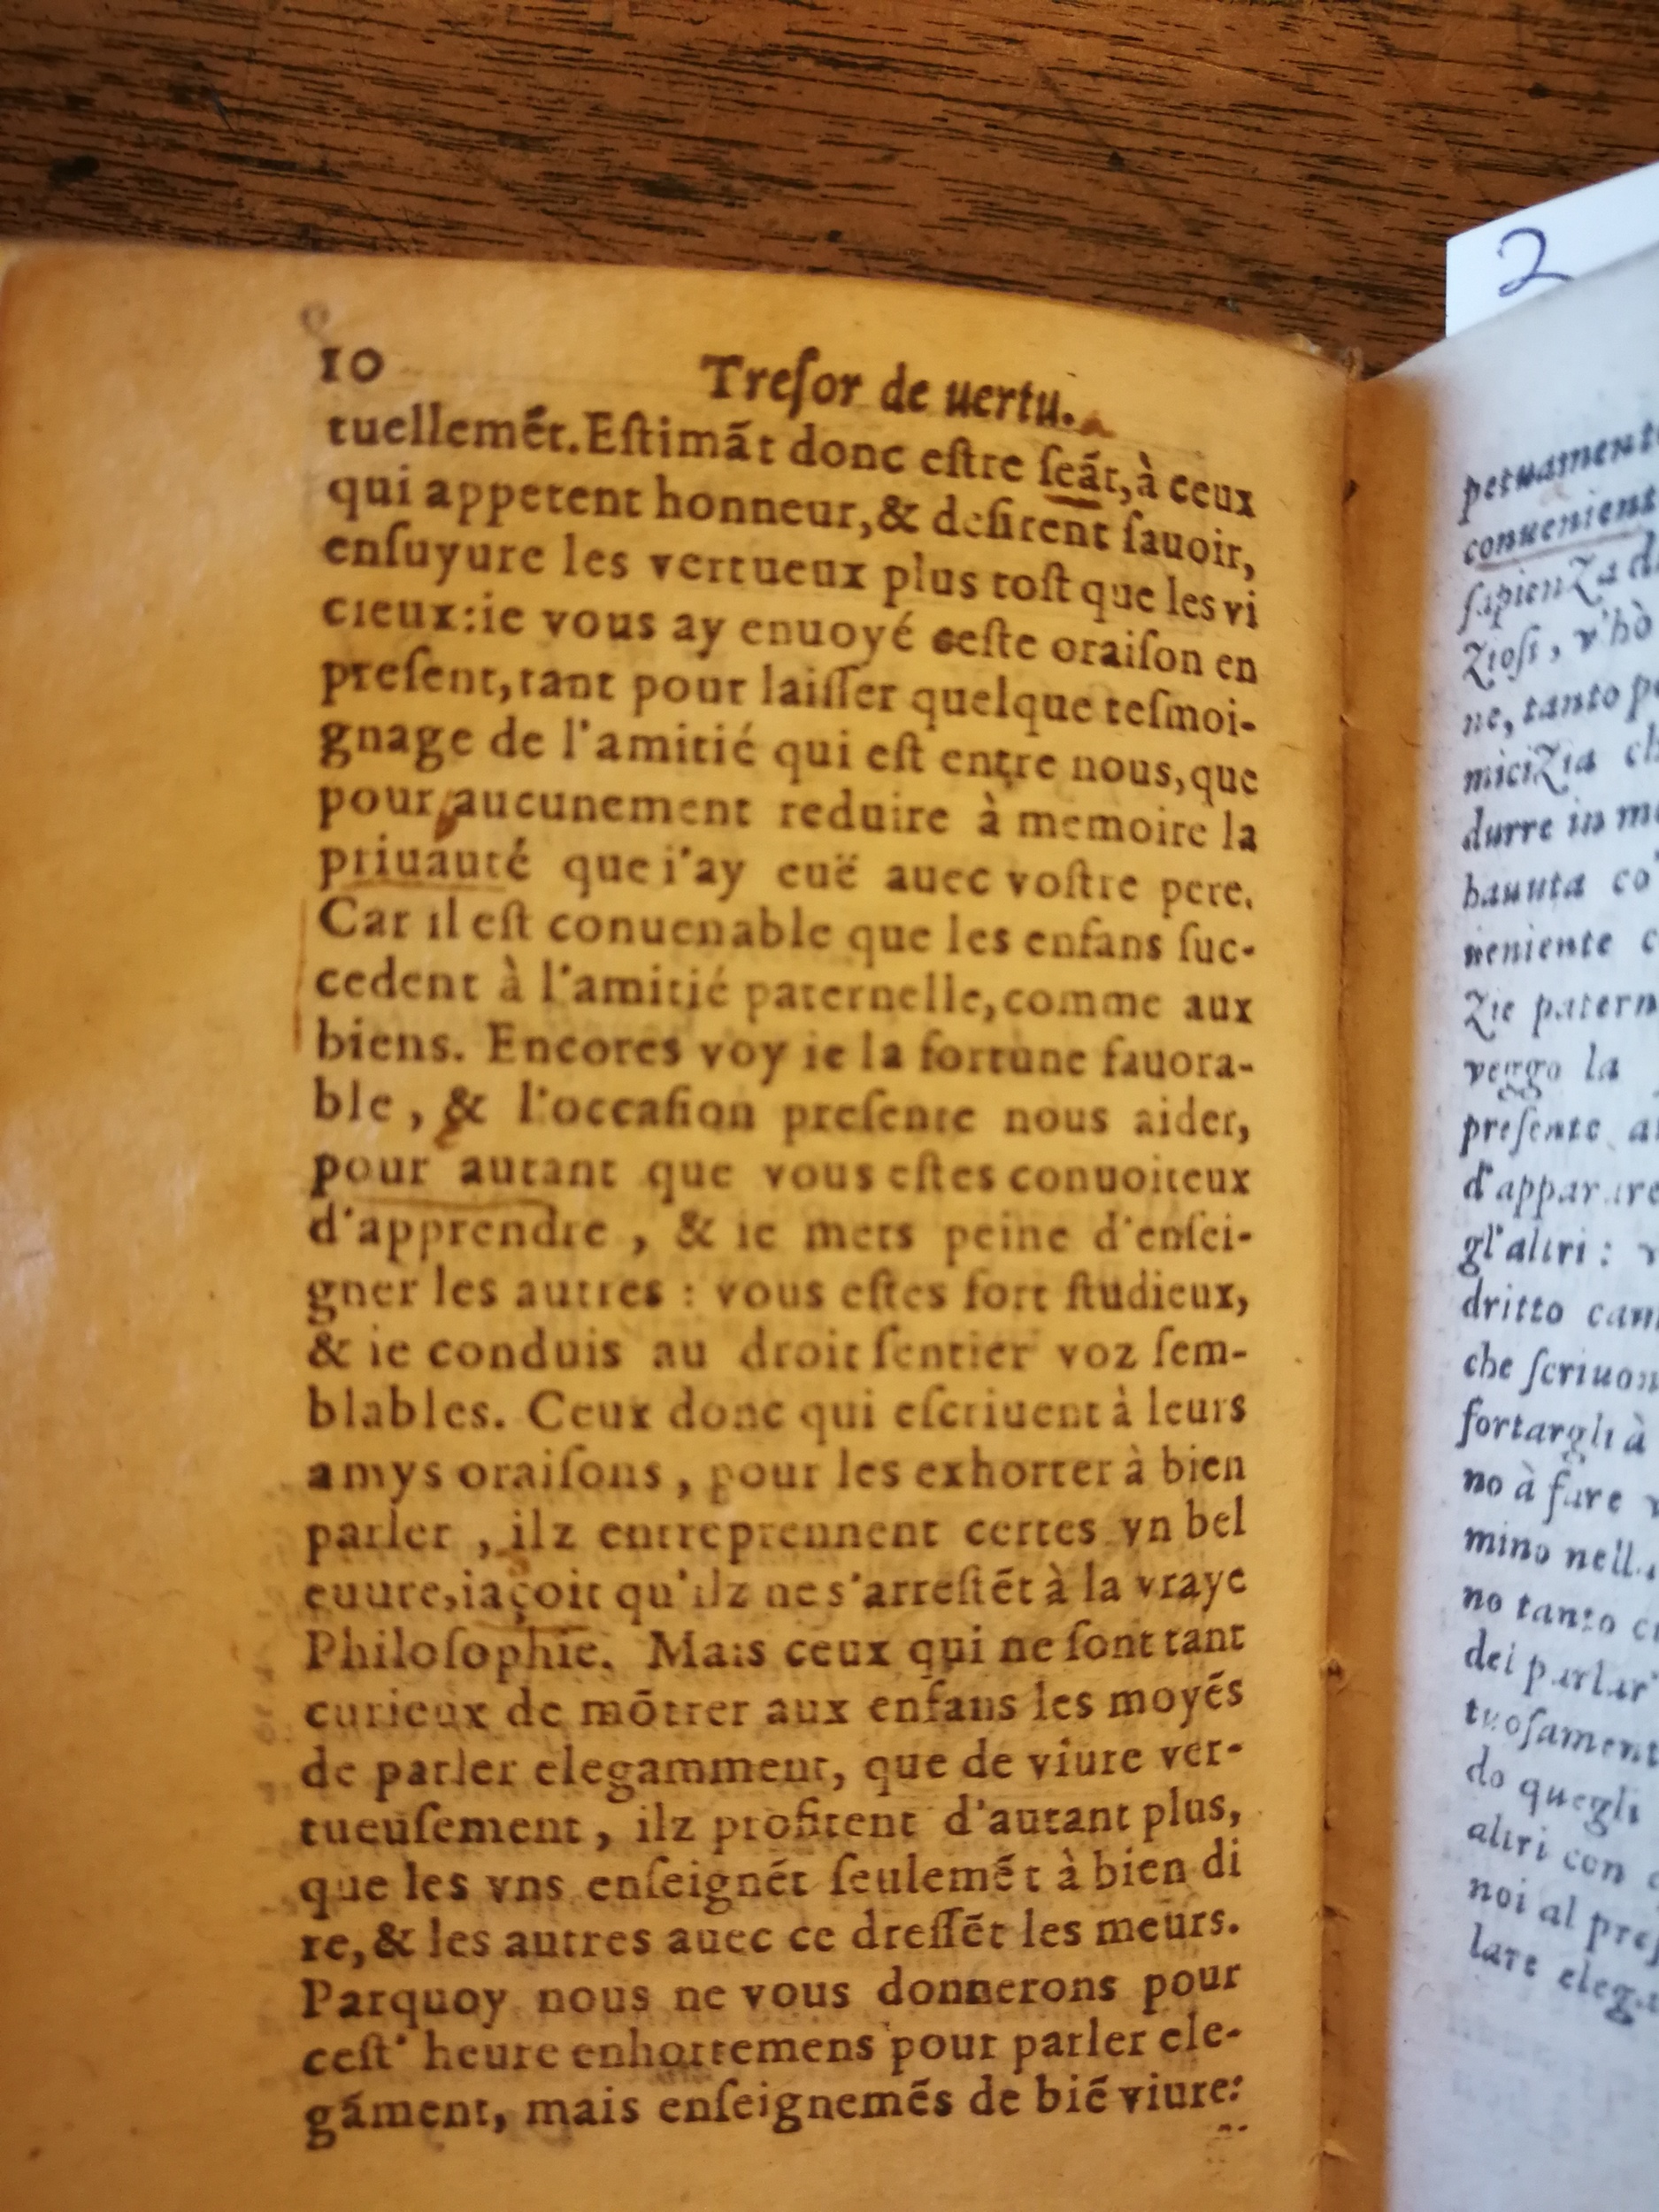 2
10 Treſor de uertu.
tuellemẽt. Eſtimãt donc eſtre ſeãt, à ceux
qui appetent honneur, & deſirent ſauoir,
enſuyure les vertueux plus toſt que les vi
cieux: ie vous ay enuoyé ceſte oraiſon en
preſent, tant pour laiſſer quelque teſmoi-
gnage de l'amitié qui eſt entre nous, que
pour aucunement reduire à memoire la
priuauté que i'ay euë auec voſtre pere.
Car il eſt conuenable que les enfans ſuc-
cedent à l'amitié paternelle, comme aux
biens. Encores voy ie la fortune fauora-
ble, & l'occaſion preſente nous aider,
pour autant que vous eſtes conuoiteux
d'apprendre, & ie mets peine d'enſei-
gner les autres: vous eſtes fort ſtudieux,
& ie conduis au droit ſentier voz ſem-
blables. Ceux donc qui eſcriuent à leurs
amys oraiſons, pour les exhorter à bien
parler, ilz entreprennent certes vn bel
euure, iaçoit qu'ilz ne s'arreſtẽt à la vraye
Philoſophie. Mais ceux qui ne ſont tant
curieux de mõtrer aux enfans les moyẽs
de parler elegamment, que de viure ver-
tueuſement, ilz profitent d'autant plus,
que les vns enſeignẽt ſeulemẽt à bien di
re, & les autres auec ce dreſſẽt les meurs.
Parquoy nous ne vous donnerons pour
ceſt' heure enhortemens pour parler ele-
gãment, mais enſeignemẽs de biẽ viure:
petuament
conuenient
ſapienZa
Zioſi, v'hò
ne, tanto
miciZia
durre in
hauuta
ueniente
Zie patern
veggo la
preſente
d'apparare
gl'altri:
dritto
che ſcriuon
fortargli à
no à fare
mino nell
no tanto
dei parlar
tuoſament
do quegli
altri con
noi al preſ
lare eleg